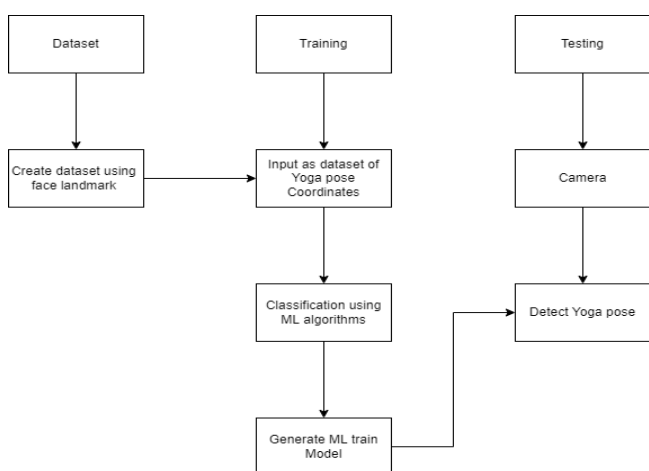 Dataset
Training
Testing
Create dataset using
face landmark
Input as dataset of
Yoga pose
Coordinates
Camera
Classification using
ML algorithms
Detect Yoga pose
Generate ML train
Model